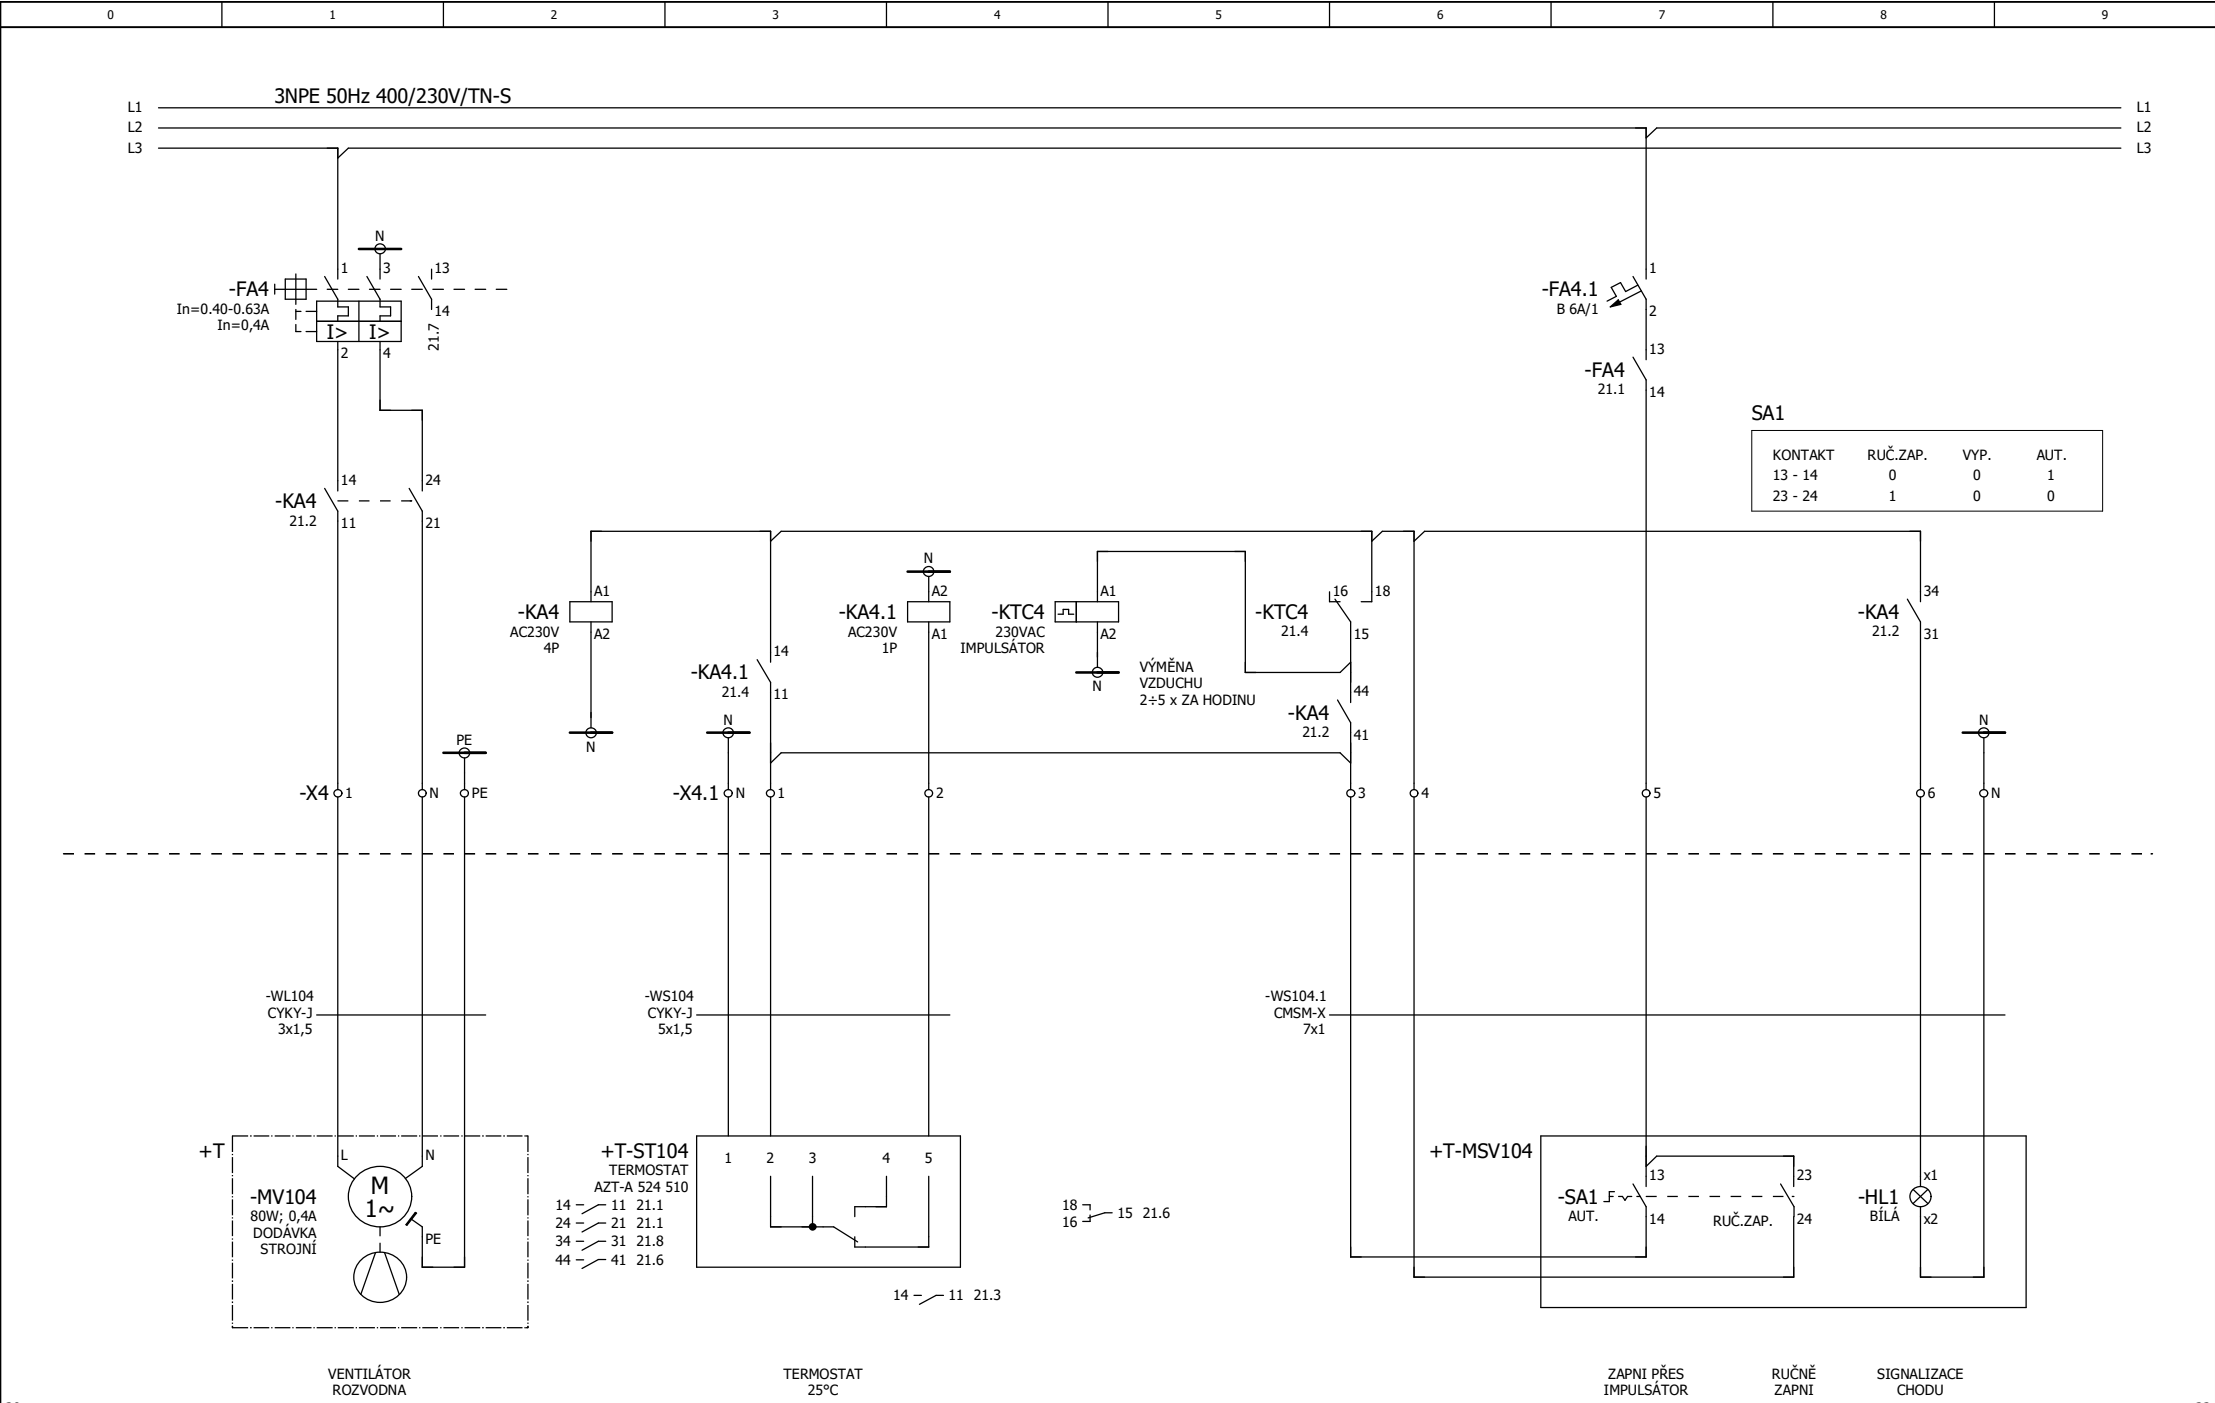 0 1 2 3 4 5 6 7 8 9
3NPE 50Hz 400/230V/TN-S
L1 L1
L2 L2
L3 L3
N
1 3 13
-FA4
In=0.40-0.63A
In=0,4A
14
21.7
I> I>
2 4
1
-FA4.1
B 6A/1
2
13
-FA4
21.1
14
SA1
KONTAKT RUČ.ZAP. VYP. AUT.
13 - 14 0 0 1
23 - 24 1 0 0
14 24
-KA4
21.2
11 21
A1
-KA4
AC230V
4P
A2
N
14
-KA4.1
21.4
11
N
A2
-KA4.1
AC230V
1P
A1
A1
-KTC4
230VAC
IMPULSÁTOR
A2
N
VÝMĚNA
VZDUCHU
2÷5 x ZA HODINU
16 18
-KTC4
21.4
15
44
-KA4
21.2
41
34
-KA4
21.2
31
N
N
PE
-X4 1 N PE
-X4.1 N 1 2 3 4 5 6 N
-WL104
CYKY-J
3x1,5
-WS104
CYKY-J
5x1,5
-WS104.1
CMSM-X
7x1
+T
L N
M
1~
-MV104
80W; 0,4A
DODÁVKA
STROJNÍ
PE
+T-ST104
TERMOSTAT
AZT-A 524 510
1 2 3 4 5
14 11 21.1
24 21 21.1
34 31 21.8
44 41 21.6
14 11 21.3
18
16 15 21.6
+T-MSV104
13 23
-SA1
AUT.
14
RUČ.ZAP.
24
x1
-HL1
BÍLÁ
x2
VENTILÁTOR
ROZVODNA
TERMOSTAT
25°C
ZAPNI PŘES
IMPULSÁTOR
RUČNĚ
ZAPNI
SIGNALIZACE
CHODU